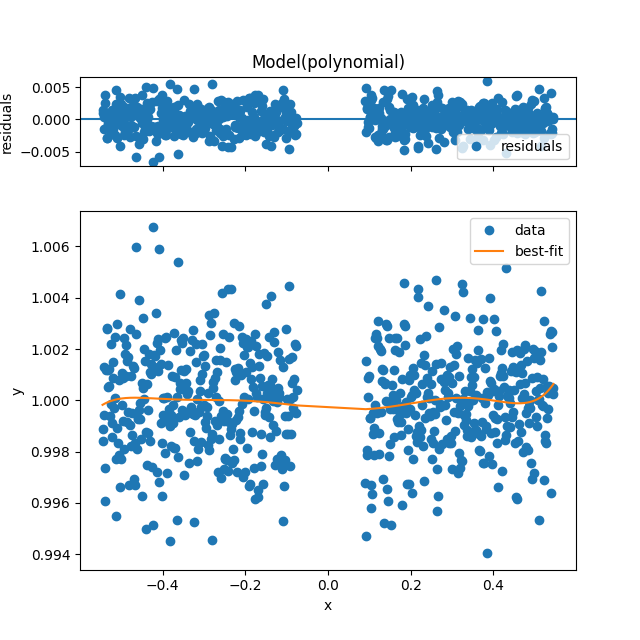 Model(polynomial)
residuals
0.005
0.000
−0.005
residuals
y
1.006
1.004
1.002
1.000
0.998
0.996
0.994
data
best-fit
−0.4 −0.2 0.0 0.2 0.4
x